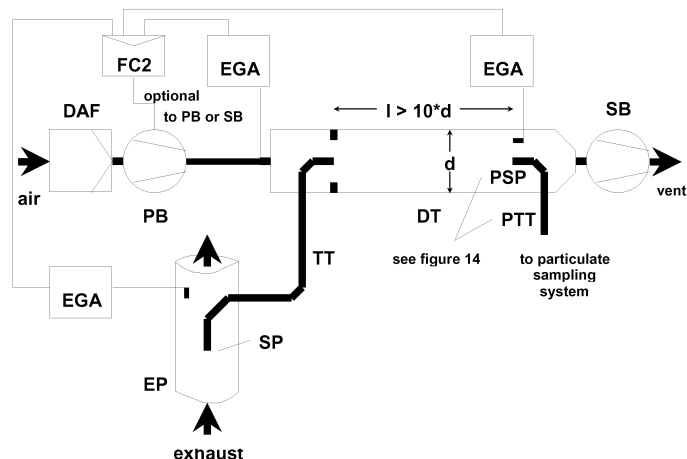 FC2
EGA
EGA
optional
to PB or SB
DAF
l > 10*d
SB
d
air
PB
PSP
vent
DT
PTT
TT
see figure 14
to particulate
sampling
system
EGA
SP
EP
exhaust